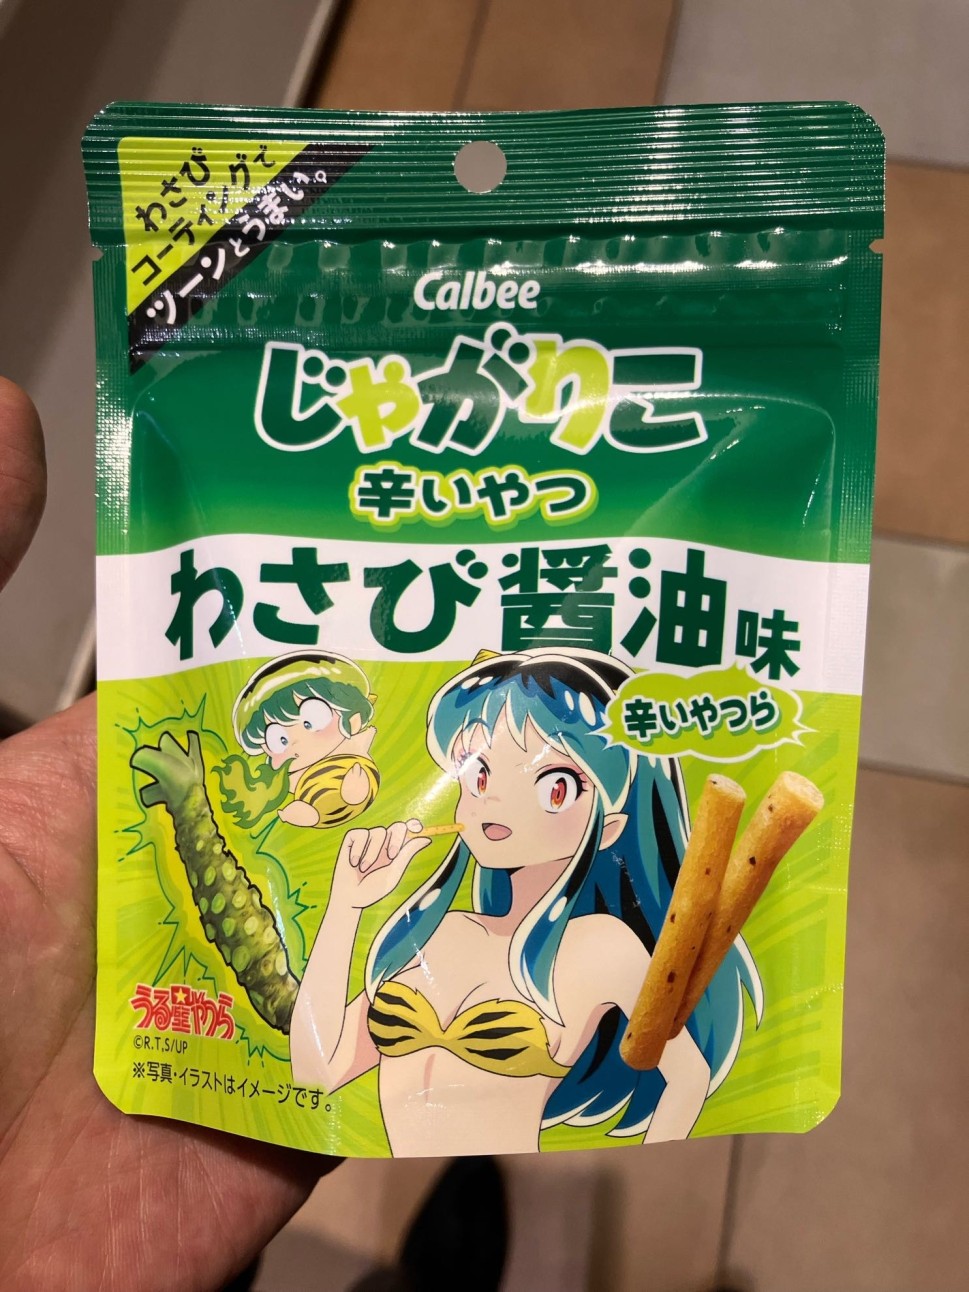 わさび
コーティングで
ツーンとうまい。
Calbee
じゃがりこ
辛いやつ
わさび醤油味
辛いやつら
うる星やつら
©R.T,S/UP
※写真・イラストはイメージです。